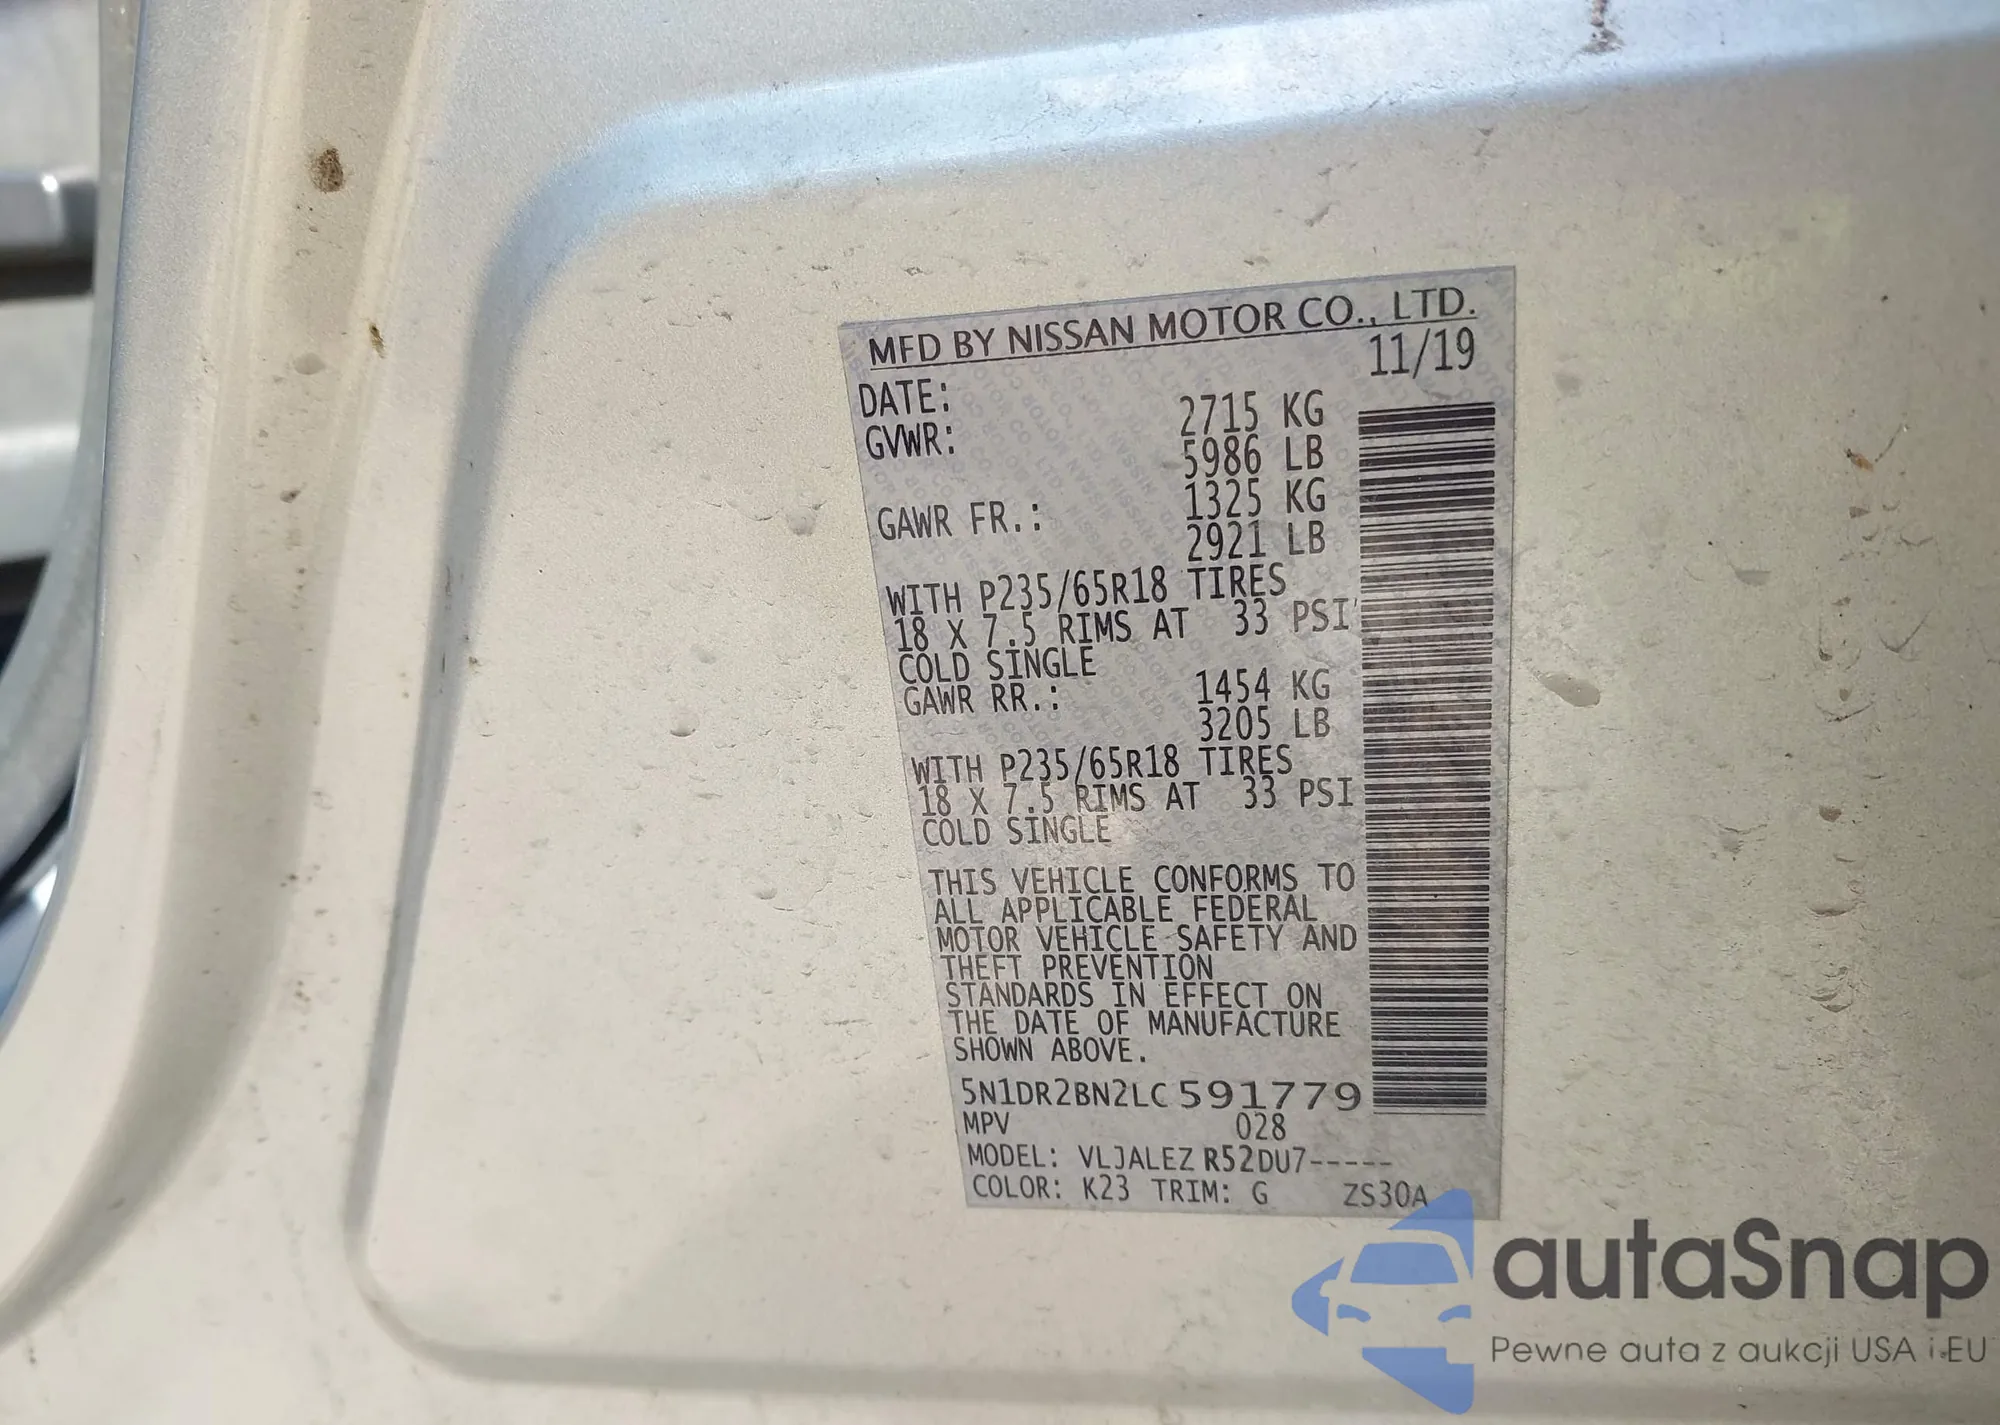 MFD BY NISSAN MOTOR CO., LTD.
DATE: 11/19
GVWR: 2715 KG
5986 LB
GAWR FR.: 1325 KG
2921 LB
WITH P235/65R18 TIRES
18 X 7.5 RIMS AT 33 PSI
COLD SINGLE
GAWR RR.: 1454 KG
3205 LB
WITH P235/65R18 TIRES
18 X 7.5 RIMS AT 33 PSI
COLD SINGLE
THIS VEHICLE CONFORMS TO
ALL APPLICABLE FEDERAL
MOTOR VEHICLE SAFETY AND
THEFT PREVENTION
STANDARDS IN EFFECT ON
THE DATE OF MANUFACTURE
SHOWN ABOVE.
5N1DR2BN2LC591779
MPV 028
MODEL: VLJALEZ R52DU7-----
COLOR: K23 TRIM: G ZS30A
autaSnap
Pewne auta z aukcji USA i EU